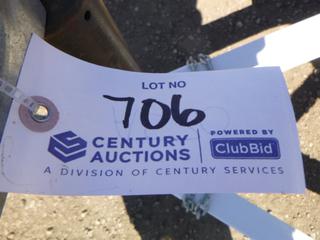 LOT NO
706
CENTURY AUCTIONS
POWERED BY
ClubBid
A DIVISION OF CENTURY SERVICES